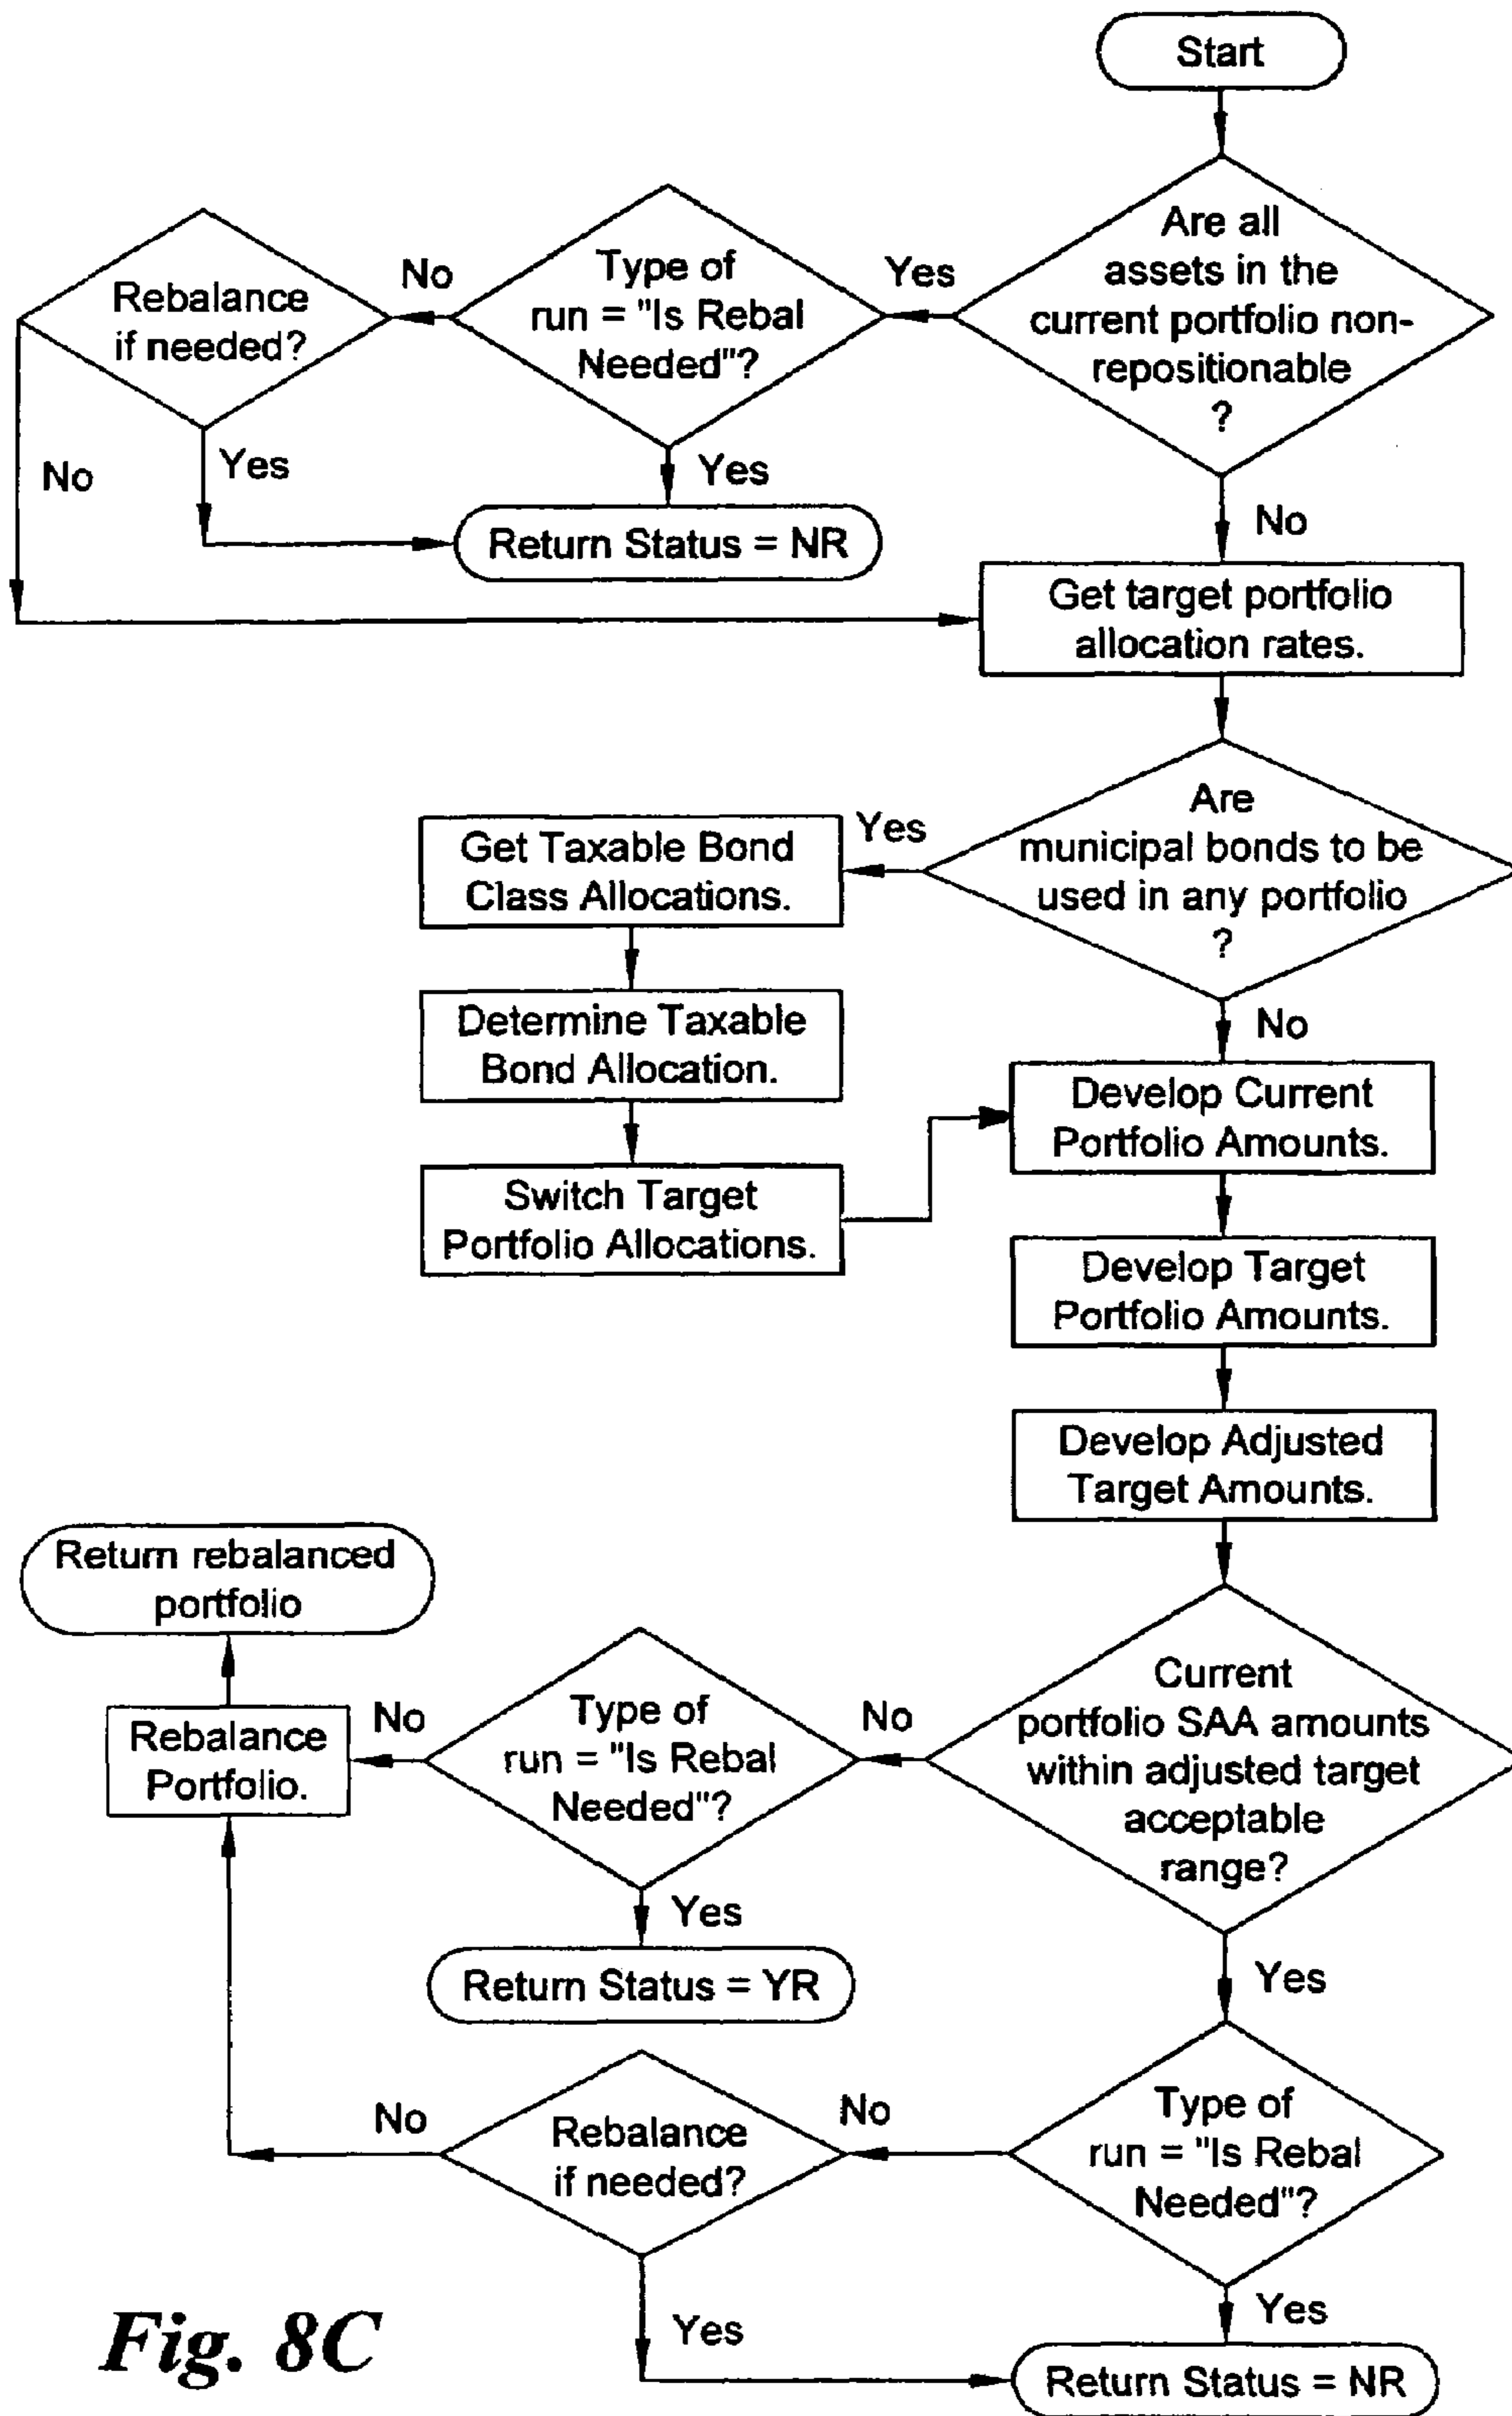 Start
Are all
assets in the
current portfolio non-
repositionable
?
Yes
Type of
run = "Is Rebal
Needed"?
No
Rebalance
if needed?
No
Yes
Yes
Return Status = NR
No
Get target portfolio
allocation rates.
Are
municipal bonds to be
used in any portfolio
?
Yes
Get Taxable Bond
Class Allocations.
Determine Taxable
Bond Allocation.
Switch Target
Portfolio Allocations.
No
Develop Current
Portfolio Amounts.
Develop Target
Portfolio Amounts.
Develop Adjusted
Target Amounts.
Current
portfolio SAA amounts
within adjusted target
acceptable
range?
No
Type of
run = "Is Rebal
Needed"?
No
Rebalance
Portfolio.
Return rebalanced
portfolio
Yes
Return Status = YR
Yes
Type of
run = "Is Rebal
Needed"?
No
Rebalance
if needed?
No
Yes
Yes
Return Status = NR
Fig. 8C